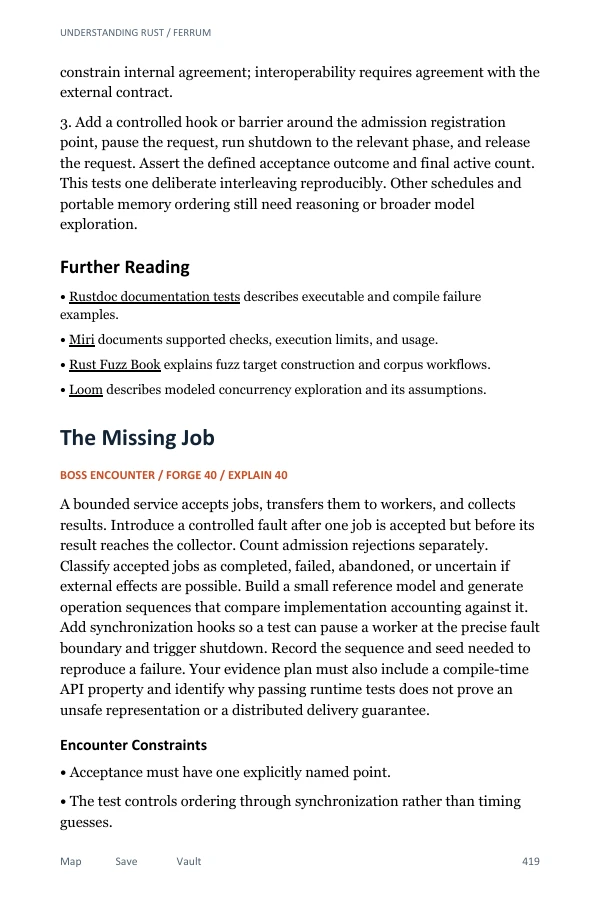 UNDERSTANDING RUST / FERRUM
constrain internal agreement; interoperability requires agreement with the
external contract.
3. Add a controlled hook or barrier around the admission registration
point, pause the request, run shutdown to the relevant phase, and release
the request. Assert the defined acceptance outcome and final active count.
This tests one deliberate interleaving reproducibly. Other schedules and
portable memory ordering still need reasoning or broader model
exploration.
Further Reading
• Rustdoc documentation tests describes executable and compile failure
examples.
• Miri documents supported checks, execution limits, and usage.
• Rust Fuzz Book explains fuzz target construction and corpus workflows.
• Loom describes modeled concurrency exploration and its assumptions.
The Missing Job
BOSS ENCOUNTER / FORGE 40 / EXPLAIN 40
A bounded service accepts jobs, transfers them to workers, and collects
results. Introduce a controlled fault after one job is accepted but before its
result reaches the collector. Count admission rejections separately.
Classify accepted jobs as completed, failed, abandoned, or uncertain if
external effects are possible. Build a small reference model and generate
operation sequences that compare implementation accounting against it.
Add synchronization hooks so a test can pause a worker at the precise fault
boundary and trigger shutdown. Record the sequence and seed needed to
reproduce a failure. Your evidence plan must also include a compile-time
API property and identify why passing runtime tests does not prove an
unsafe representation or a distributed delivery guarantee.
Encounter Constraints
• Acceptance must have one explicitly named point.
• The test controls ordering through synchronization rather than timing
guesses.
Map Save Vault 419